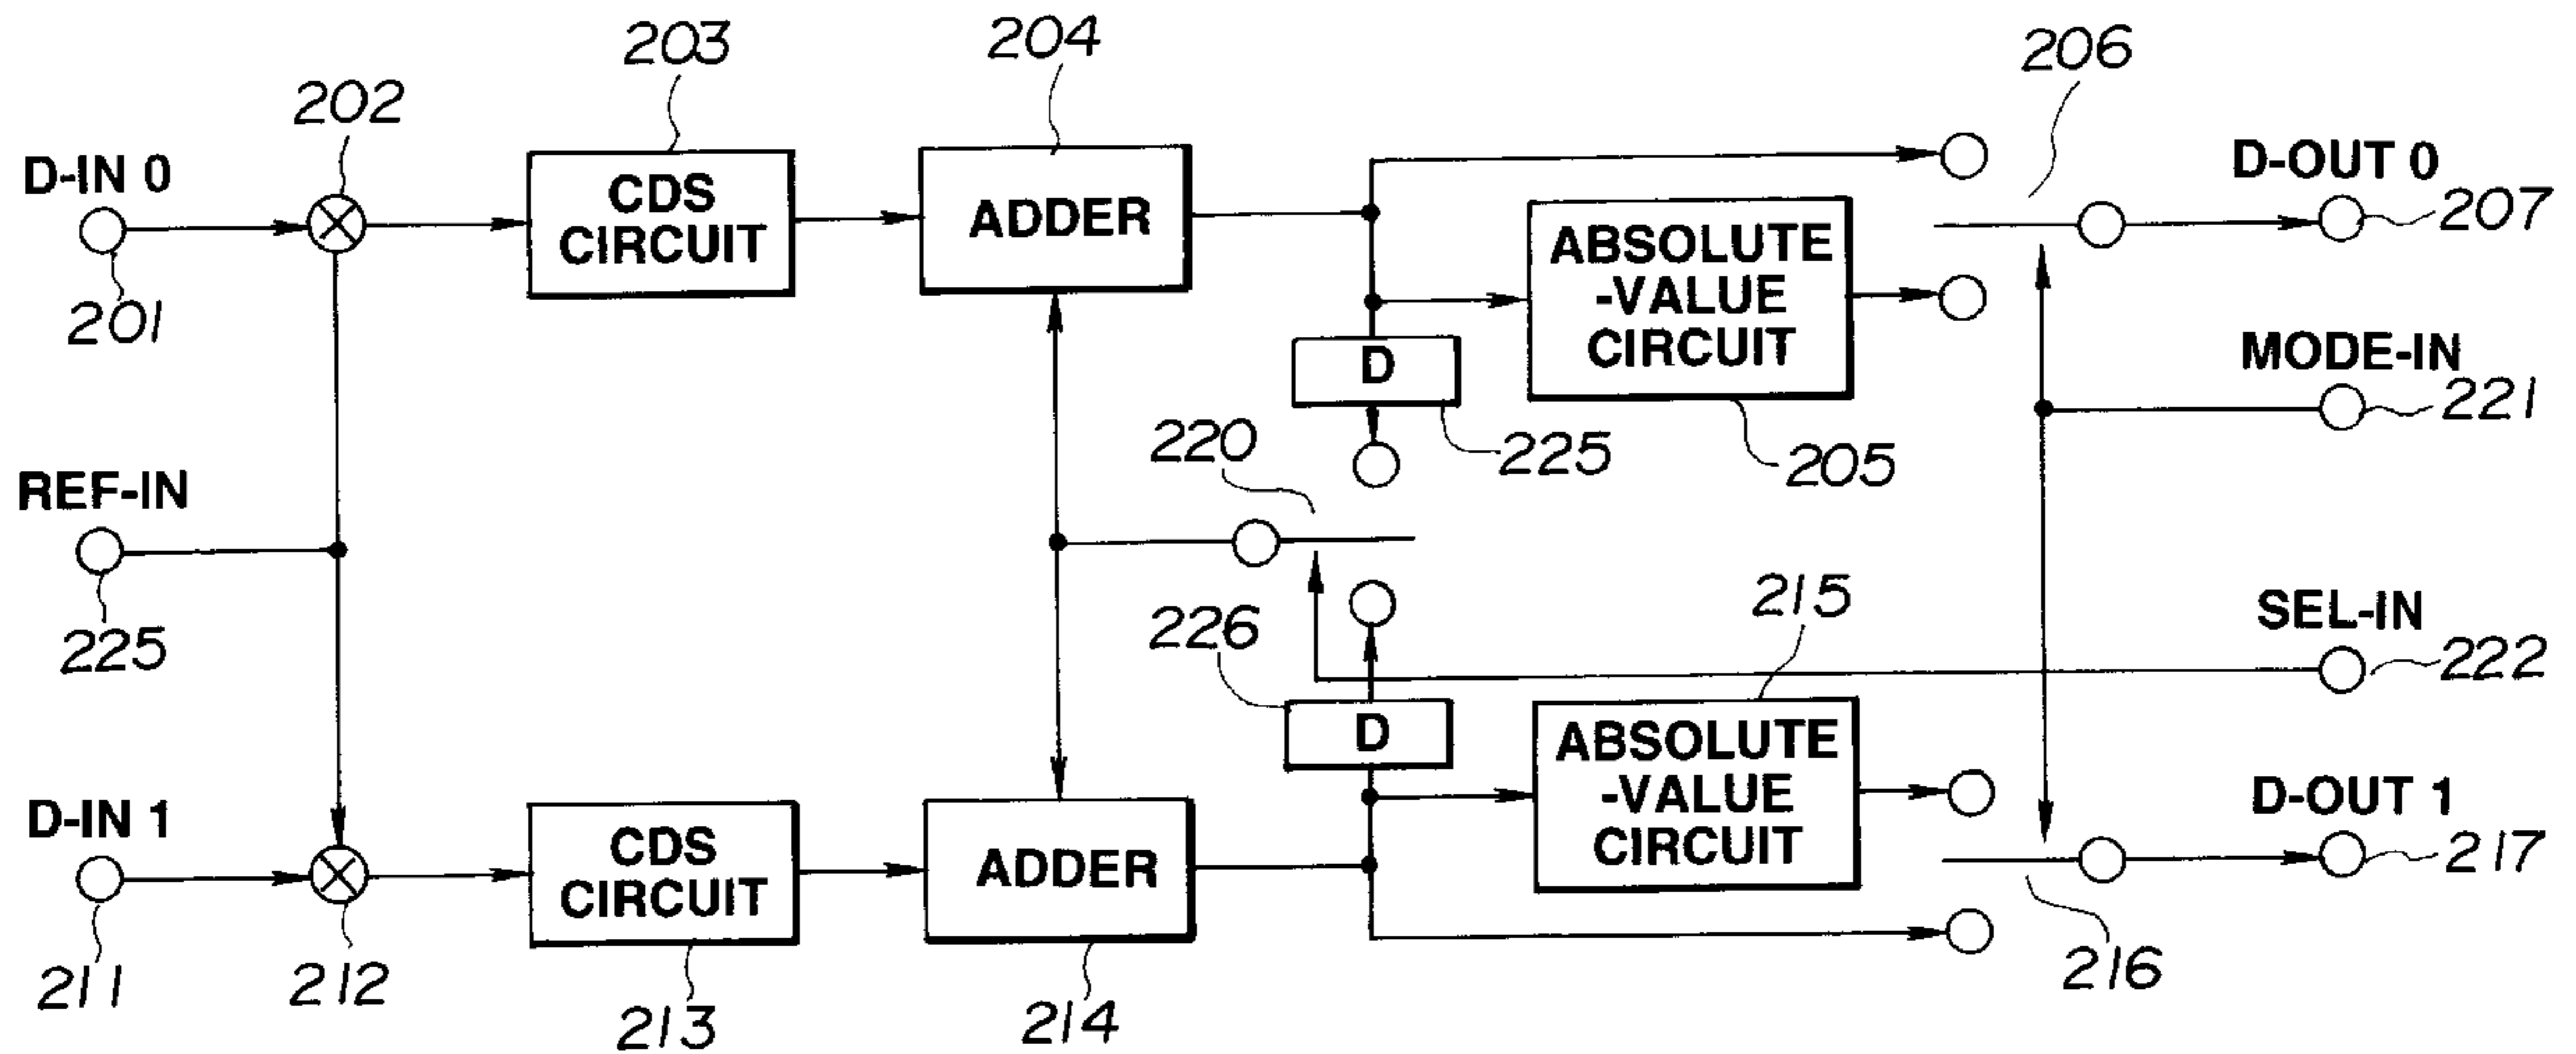 203
204
206
202
D-IN 0
CDS
CIRCUIT
ADDER
D-OUT 0
207
ABSOLUTE
-VALUE
CIRCUIT
201
D
MODE-IN
221
220
225
205
REF-IN
225
226
215
SEL-IN
222
D
ABSOLUTE
-VALUE
CIRCUIT
D-IN 1
CDS
CIRCUIT
ADDER
D-OUT 1
217
211
212
213
214
216